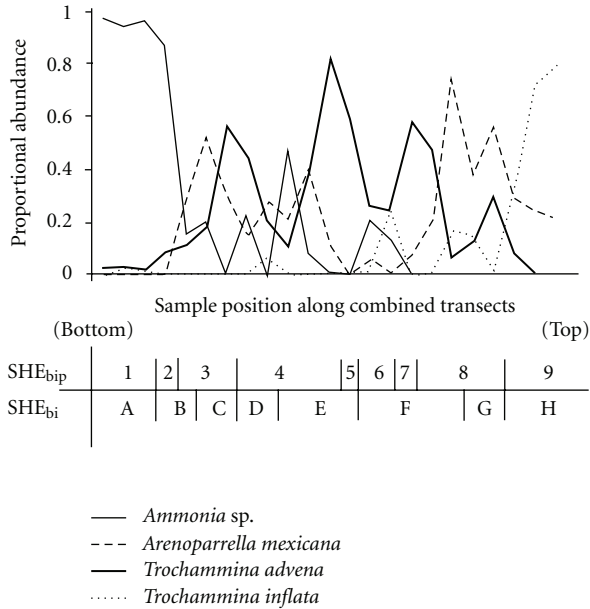 1
0.8
0.6
0.4
0.2
0
Proportional abundance
Sample position along combined transects
(Bottom) (Top)
SHEbip 1 2 3 4 5 6 7 8 9
SHEbi A B C D E F G H
Ammonia sp.
Arenoparrella mexicana
Trochammina advena
Trochammina inflata